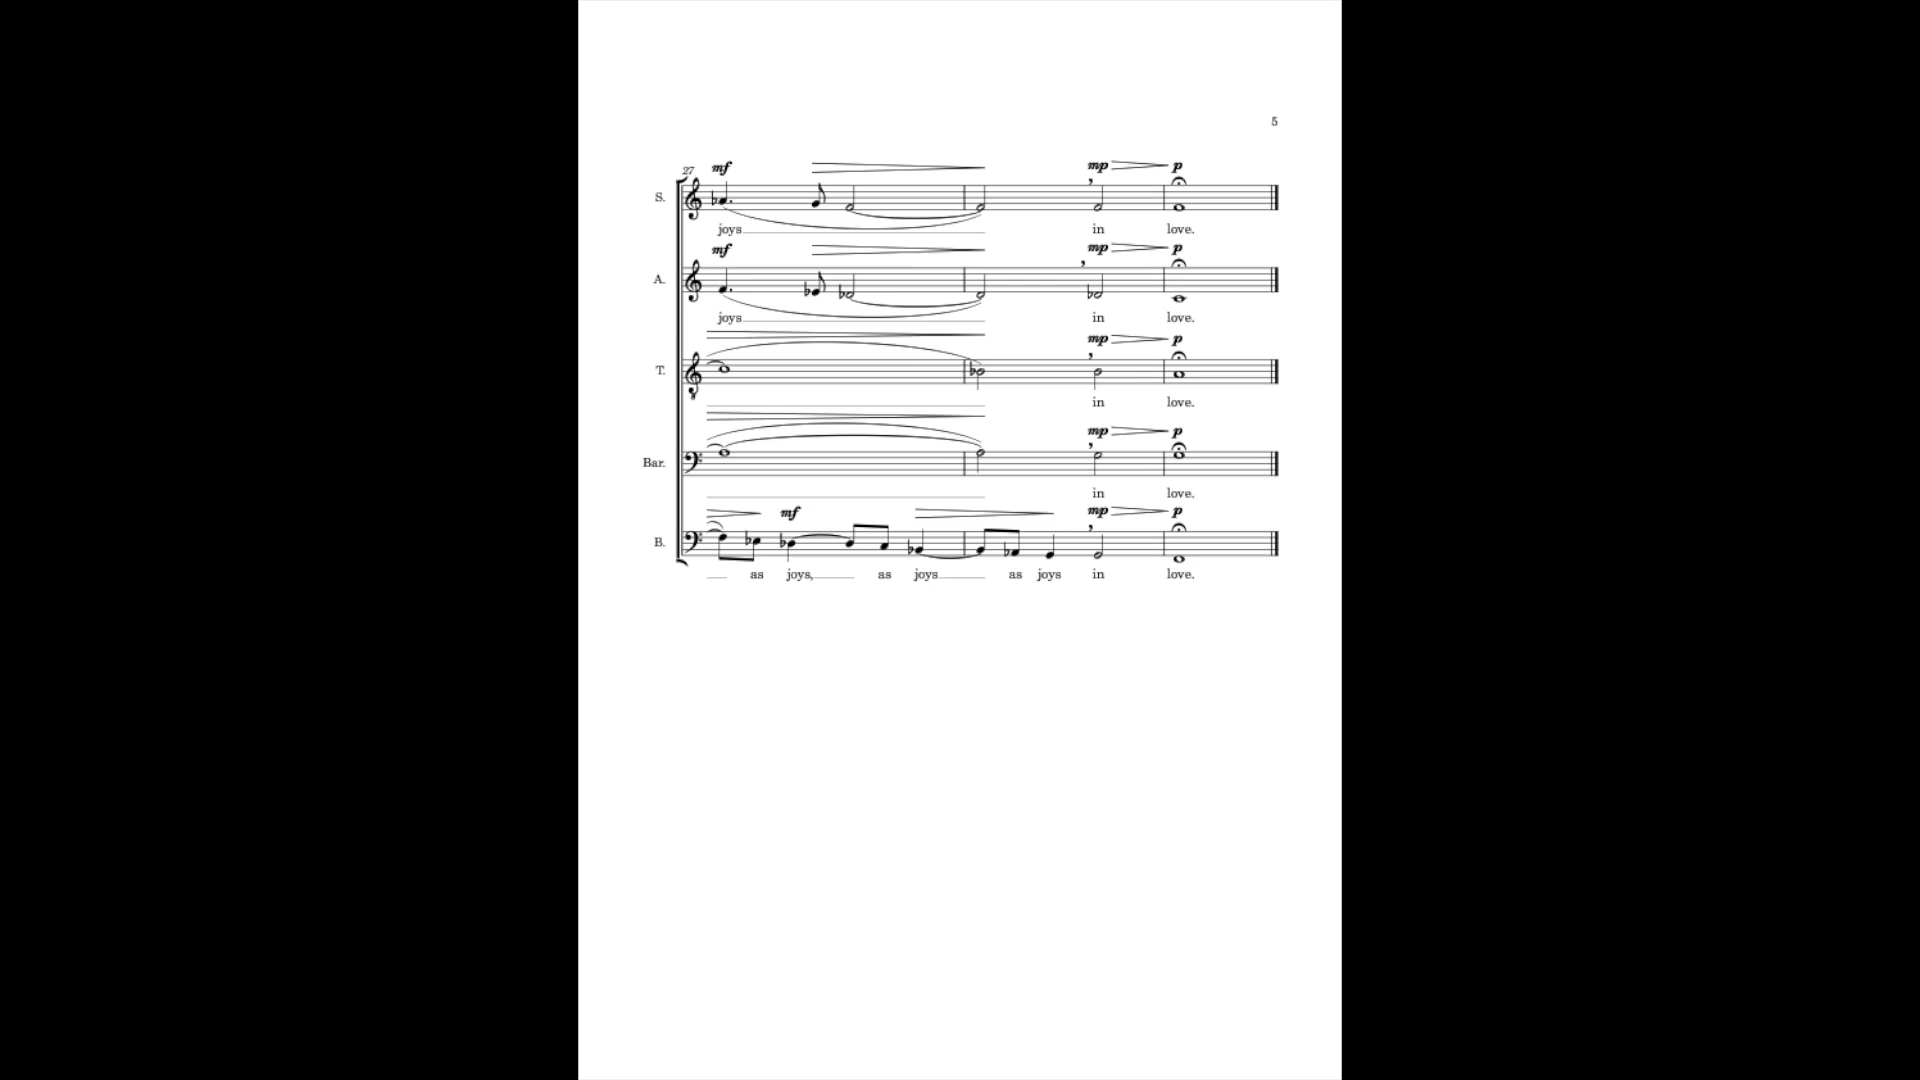 5
27 mf mp p
S.
joys in love.
mf mp p
A.
joys in love.
mp p
T.
8
in love.
mp p
Bar.
in love.
mf mp p
B.
as joys, as joys as joys in love.